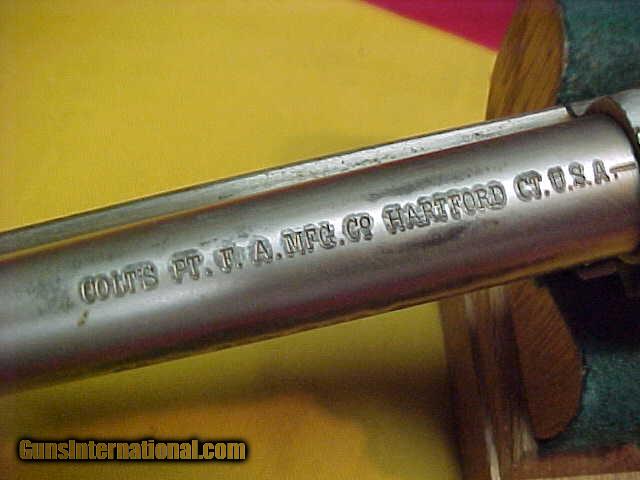 COLT'S PT. F. A. MFG. Cº HARTFORD CT. U.S.A.—
GunsInternational.com